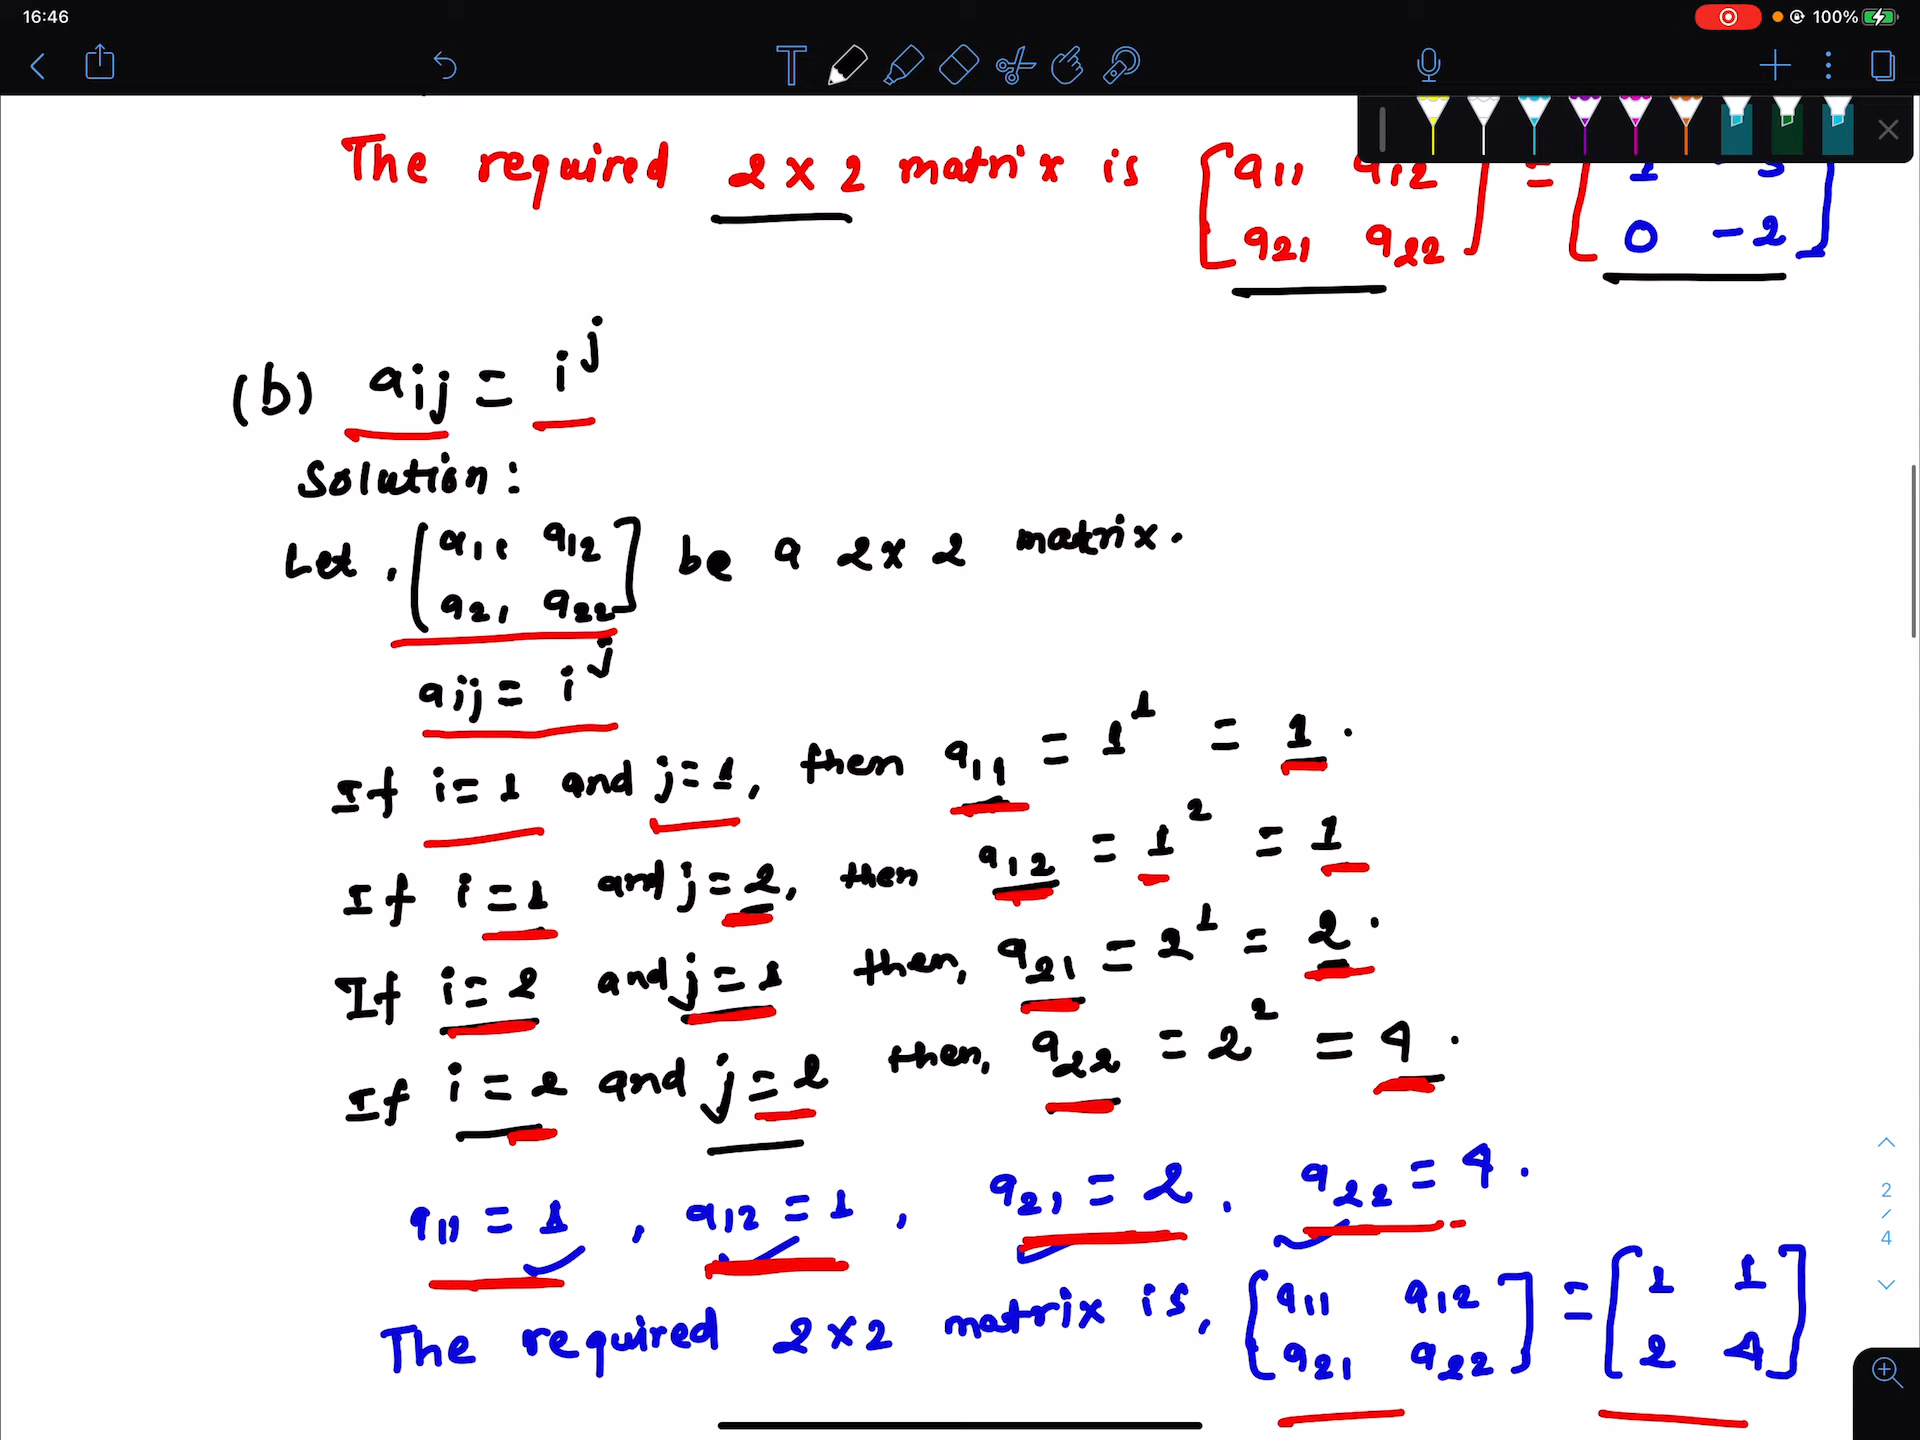 16:46
100%
The required 2 x 2 matrix is [a11 a12 = [
a21 a22] 0 -2]
(b) aij = i^j
Solution :
Let, [a11 a12
a21 a22] be a 2x2 matrix.
aij = i^j
If i=1 and j=1, then a11 = 1^1 = 1.
If i=1 and j=2, then a12 = 1^2 = 1
If i=2 and j=1 then, a21 = 2^1 = 2.
If i=2 and j=2 then, a22 = 2^2 = 4.
a11 = 1, a12 = 1, a21 = 2, a22 = 4.
The required 2x2 matrix is, [a11 a12 = [1 1]
a21 a22] 2 4]
2
/
4